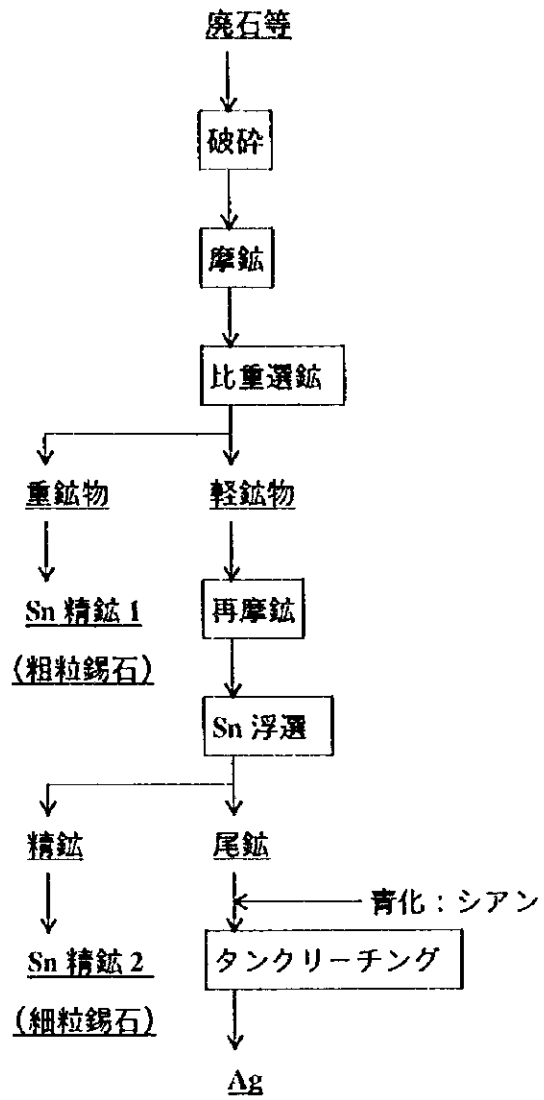 廃石等
破砕
摩鉱
比重選鉱
重鉱物 軽鉱物
Sn 精鉱 1 再摩鉱
(粗粒錫石)
Sn 浮選
精鉱 尾鉱
青化：シアン
Sn 精鉱 2 タンクリーチング
(細粒錫石)
Ag